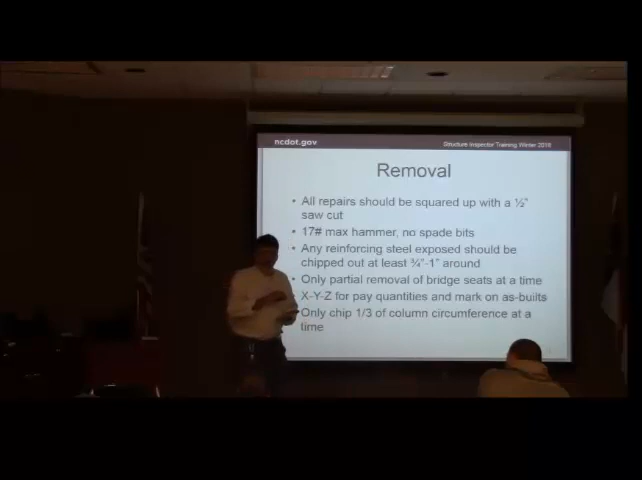 ncdot.gov
Structure Inspector Training Winter 2018
Removal
• All repairs should be squared up with a ½"
saw cut
• 17# max hammer, no spade bits
• Any reinforcing steel exposed should be
chipped out at least ¾"-1" around
• Only partial removal of bridge seats at a time
X-Y-Z for pay quantities and mark on as-builts
Only chip 1/3 of column circumference at a
time